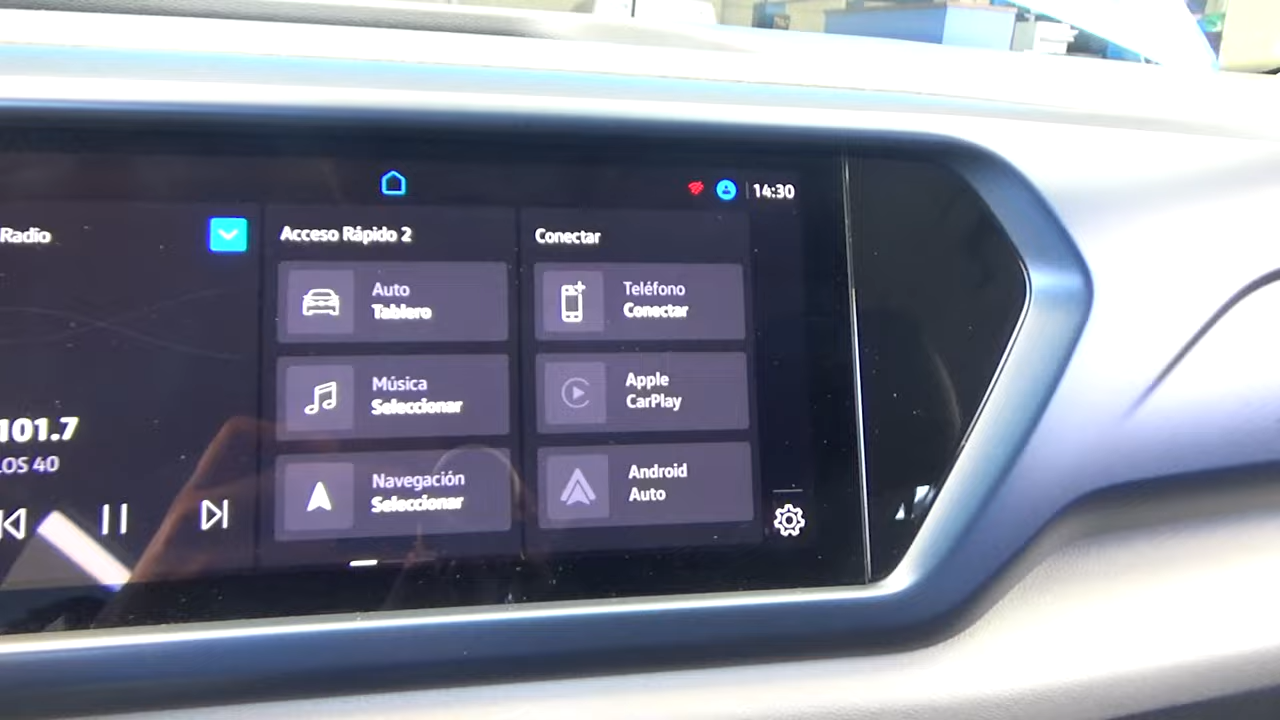 14:30
Radio
101.7
LOS 40
Acceso Rápido 2
Auto
Tablero
Música
Seleccionar
Navegación
Seleccionar
Conectar
Teléfono
Conectar
Apple
CarPlay
Android
Auto